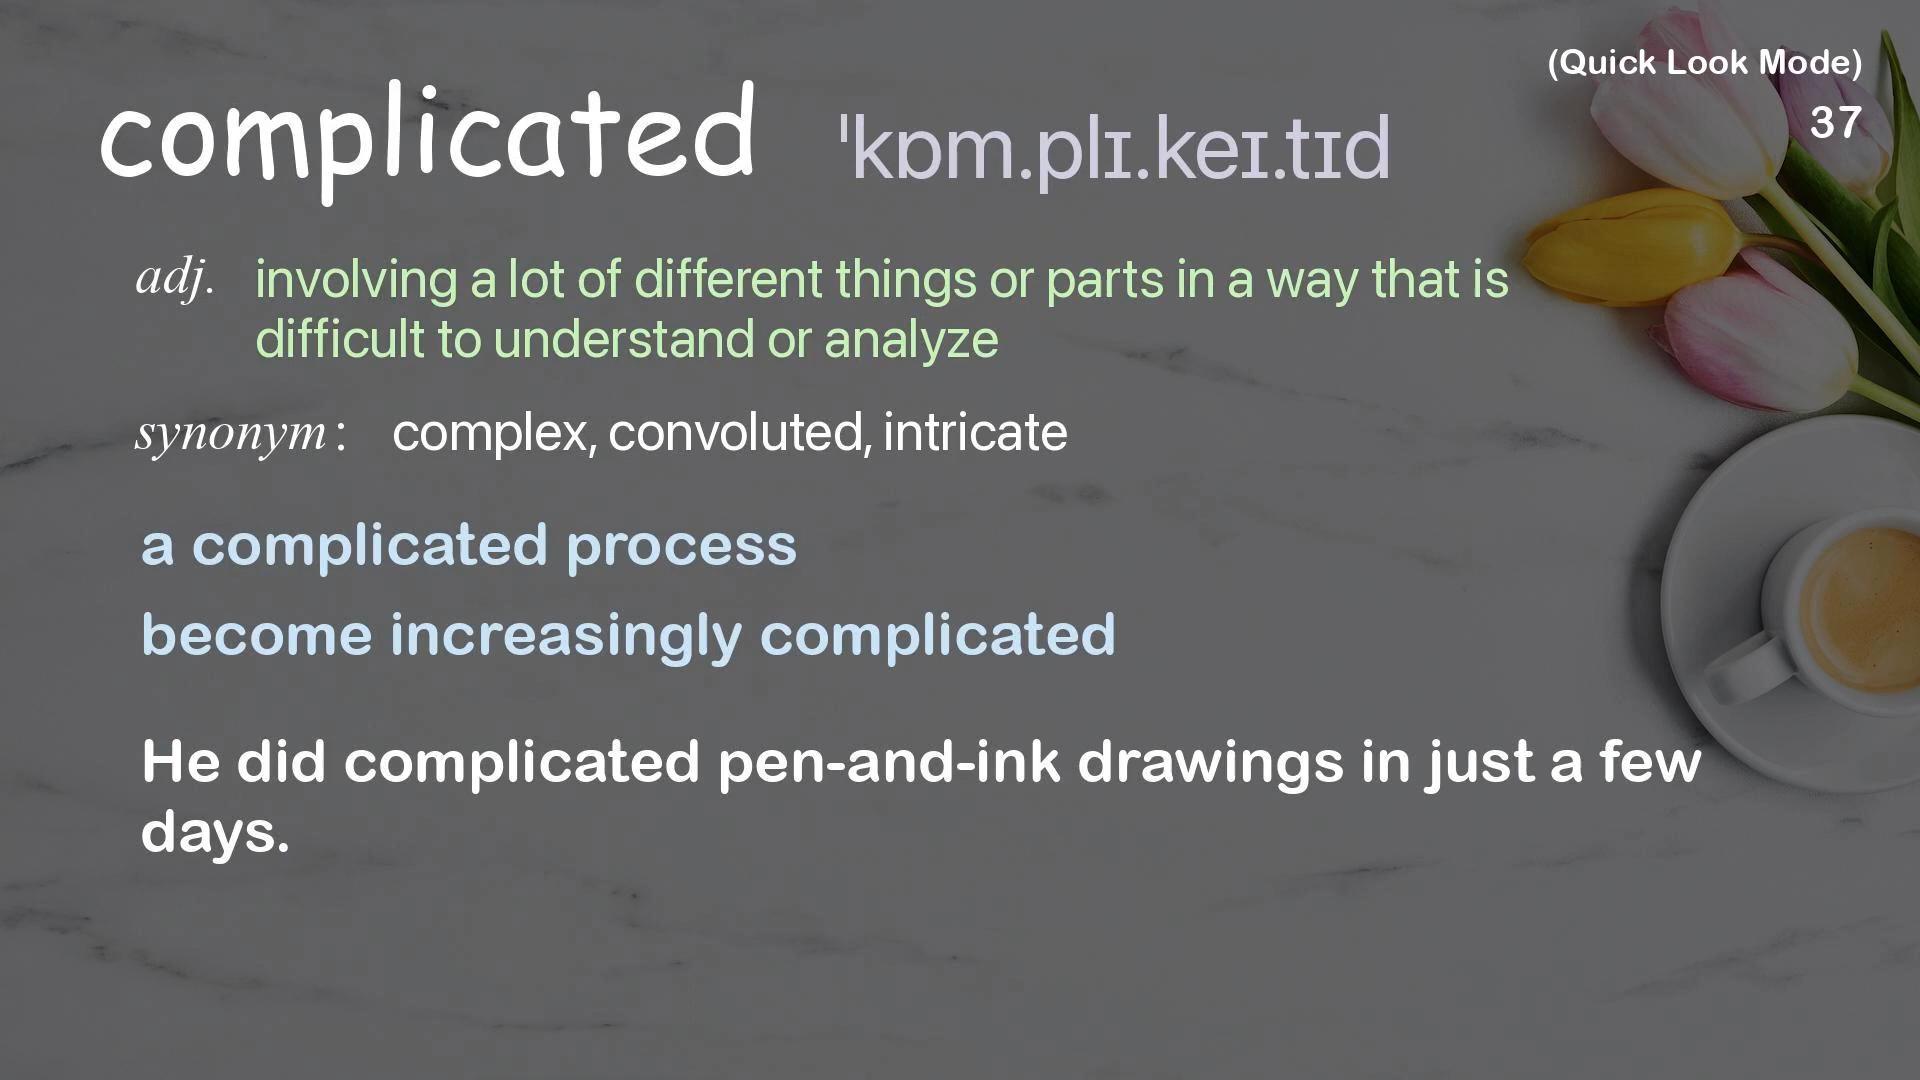 (Quick Look Mode)
37
complicated ˈkɒm.plɪ.keɪ.tɪd
adj. involving a lot of different things or parts in a way that is
difficult to understand or analyze
synonym: complex, convoluted, intricate
a complicated process
become increasingly complicated
He did complicated pen-and-ink drawings in just a few
days.